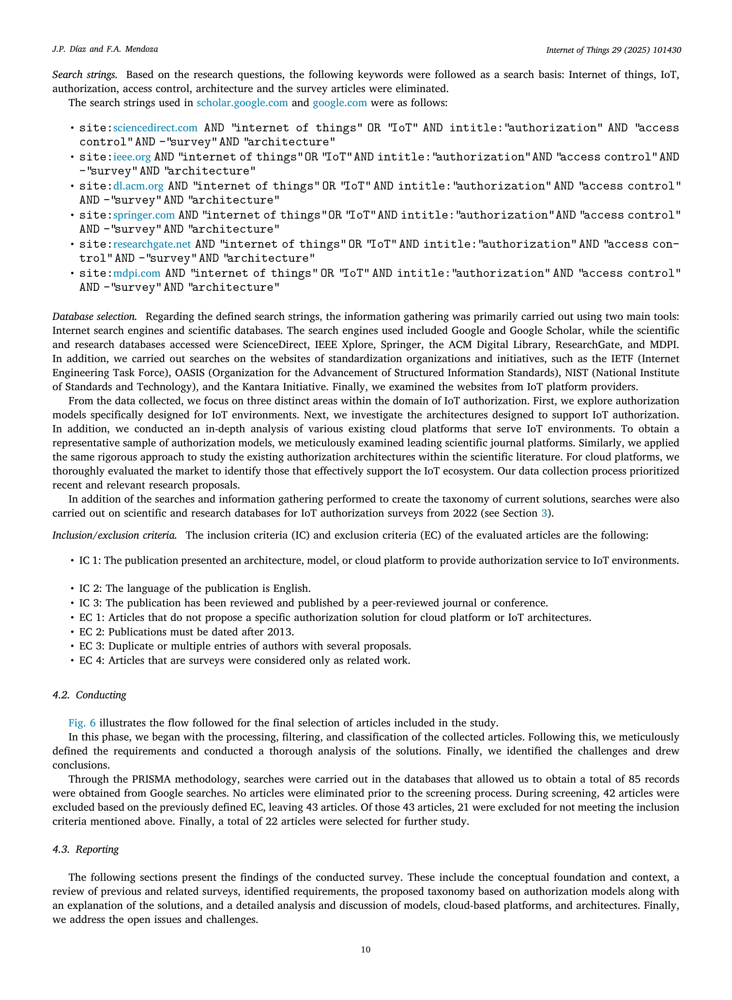 J.P. Díaz and F.A. Mendoza
Internet of Things 29 (2025) 101430
Search strings. Based on the research questions, the following keywords were followed as a search basis: Internet of things, IoT,
authorization, access control, architecture and the survey articles were eliminated.
The search strings used in scholar.google.com and google.com were as follows:
• site:sciencedirect.com AND "internet of things" OR "IoT" AND intitle:"authorization" AND "access
control" AND -"survey" AND "architecture"
• site:ieee.org AND "internet of things" OR "IoT" AND intitle:"authorization" AND "access control" AND
-"survey" AND "architecture"
• site:dl.acm.org AND "internet of things" OR "IoT" AND intitle:"authorization" AND "access control"
AND -"survey" AND "architecture"
• site:springer.com AND "internet of things" OR "IoT" AND intitle:"authorization" AND "access control"
AND -"survey" AND "architecture"
• site:researchgate.net AND "internet of things" OR "IoT" AND intitle:"authorization" AND "access con-
trol" AND -"survey" AND "architecture"
• site:mdpi.com AND "internet of things" OR "IoT" AND intitle:"authorization" AND "access control"
AND -"survey" AND "architecture"
Database selection. Regarding the defined search strings, the information gathering was primarily carried out using two main tools:
Internet search engines and scientific databases. The search engines used included Google and Google Scholar, while the scientific
and research databases accessed were ScienceDirect, IEEE Xplore, Springer, the ACM Digital Library, ResearchGate, and MDPI.
In addition, we carried out searches on the websites of standardization organizations and initiatives, such as the IETF (Internet
Engineering Task Force), OASIS (Organization for the Advancement of Structured Information Standards), NIST (National Institute
of Standards and Technology), and the Kantara Initiative. Finally, we examined the websites from IoT platform providers.
From the data collected, we focus on three distinct areas within the domain of IoT authorization. First, we explore authorization
models specifically designed for IoT environments. Next, we investigate the architectures designed to support IoT authorization.
In addition, we conducted an in-depth analysis of various existing cloud platforms that serve IoT environments. To obtain a
representative sample of authorization models, we meticulously examined leading scientific journal platforms. Similarly, we applied
the same rigorous approach to study the existing authorization architectures within the scientific literature. For cloud platforms, we
thoroughly evaluated the market to identify those that effectively support the IoT ecosystem. Our data collection process prioritized
recent and relevant research proposals.
In addition of the searches and information gathering performed to create the taxonomy of current solutions, searches were also
carried out on scientific and research databases for IoT authorization surveys from 2022 (see Section 3).
Inclusion/exclusion criteria. The inclusion criteria (IC) and exclusion criteria (EC) of the evaluated articles are the following:
• IC 1: The publication presented an architecture, model, or cloud platform to provide authorization service to IoT environments.
• IC 2: The language of the publication is English.
• IC 3: The publication has been reviewed and published by a peer-reviewed journal or conference.
• EC 1: Articles that do not propose a specific authorization solution for cloud platform or IoT architectures.
• EC 2: Publications must be dated after 2013.
• EC 3: Duplicate or multiple entries of authors with several proposals.
• EC 4: Articles that are surveys were considered only as related work.
4.2. Conducting
Fig. 6 illustrates the flow followed for the final selection of articles included in the study.
In this phase, we began with the processing, filtering, and classification of the collected articles. Following this, we meticulously
defined the requirements and conducted a thorough analysis of the solutions. Finally, we identified the challenges and drew
conclusions.
Through the PRISMA methodology, searches were carried out in the databases that allowed us to obtain a total of 85 records
were obtained from Google searches. No articles were eliminated prior to the screening process. During screening, 42 articles were
excluded based on the previously defined EC, leaving 43 articles. Of those 43 articles, 21 were excluded for not meeting the inclusion
criteria mentioned above. Finally, a total of 22 articles were selected for further study.
4.3. Reporting
The following sections present the findings of the conducted survey. These include the conceptual foundation and context, a
review of previous and related surveys, identified requirements, the proposed taxonomy based on authorization models along with
an explanation of the solutions, and a detailed analysis and discussion of models, cloud-based platforms, and architectures. Finally,
we address the open issues and challenges.
10